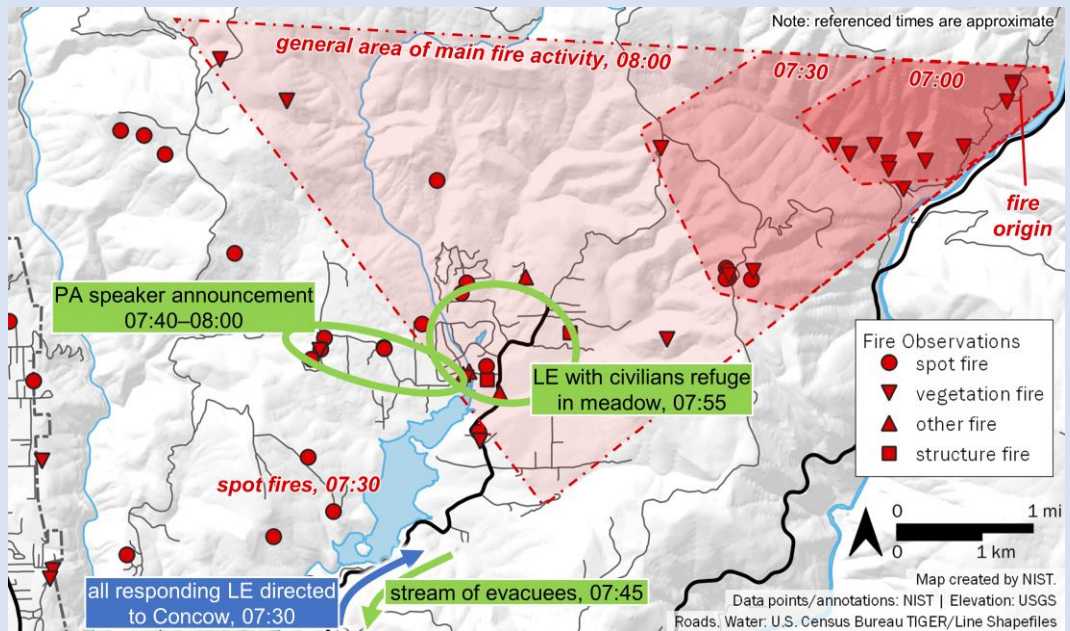 Note: referenced times are approximate
general area of main fire activity, 08:00
07:30
07:00
fire
origin
PA speaker announcement
07:40–08:00
LE with civilians refuge
in meadow, 07:55
Fire Observations
spot fire
vegetation fire
other fire
structure fire
spot fires, 07:30
0 1 mi
0 1 km
all responding LE directed
to Concow, 07:30
stream of evacuees, 07:45
Map created by NIST.
Data points/annotations: NIST | Elevation: USGS
Roads, Water: U.S. Census Bureau TIGER/Line Shapefiles